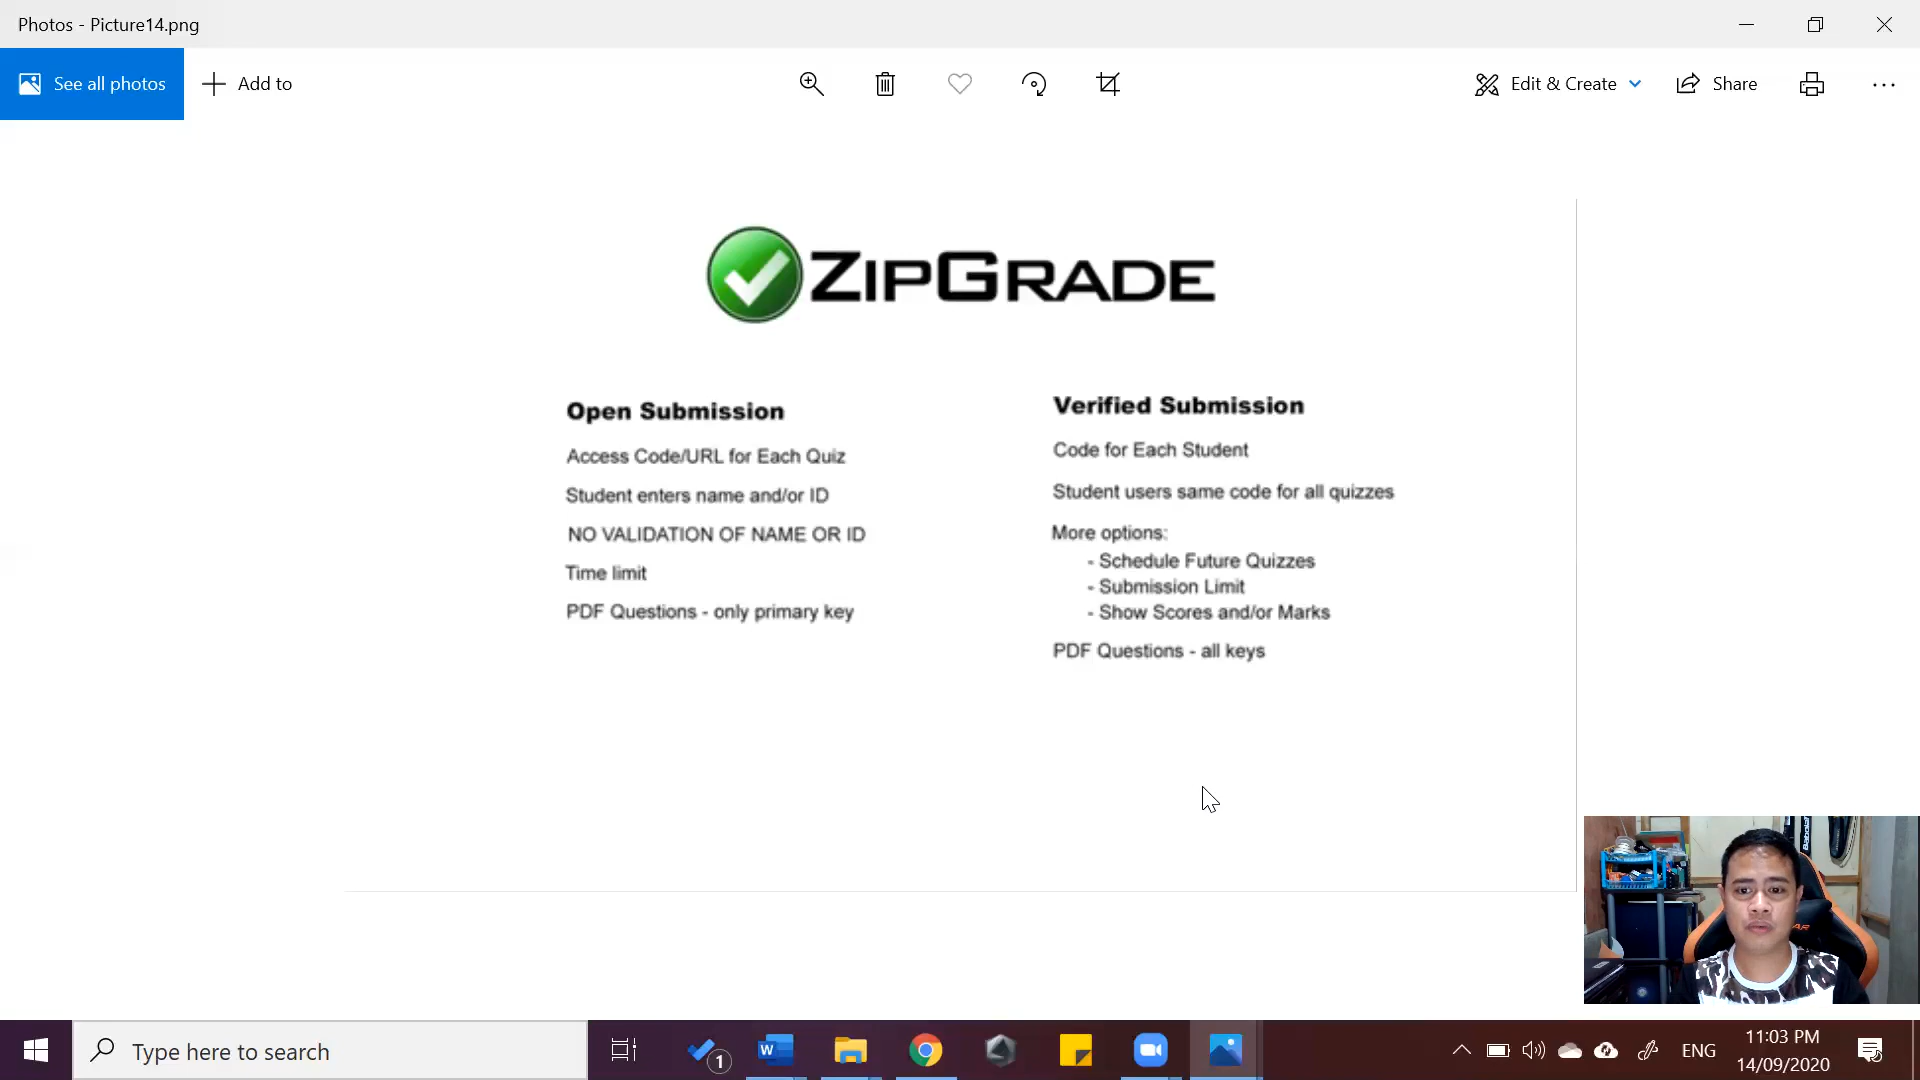 Photos - Picture14.png
See all photos
Add to
Edit & Create
Share
ZIPGRADE
Open Submission
Access Code/URL for Each Quiz
Student enters name and/or ID
NO VALIDATION OF NAME OR ID
Time limit
PDF Questions - only primary key
Verified Submission
Code for Each Student
Student users same code for all quizzes
More options:
- Schedule Future Quizzes
- Submission Limit
- Show Scores and/or Marks
PDF Questions - all keys
Babolat
AR
Type here to search
1
W
ENG
11:03 PM
14/09/2020